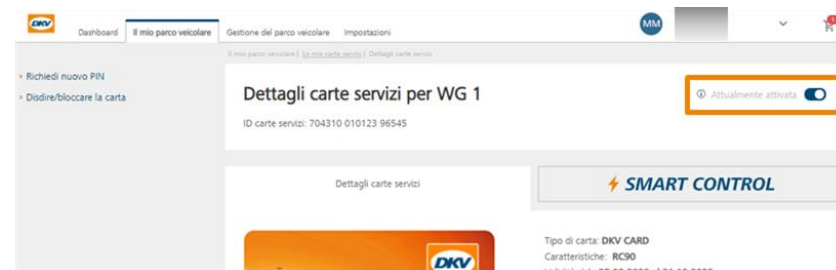 DKV Dashboard Il mio parco veicolare Gestione del parco veicolare Impostazioni MM
Il mio parco veicolare | Le mie carte servizi | Dettagli carte servizi
› Richiedi nuovo PIN
› Disdire/bloccare la carta
Dettagli carte servizi per WG 1
Attualmente attivata
ID carte servizi: 704310 010123 96545
Dettagli carte servizi
SMART CONTROL
DKV
Tipo di carta: DKV CARD
Caratteristiche: RC90